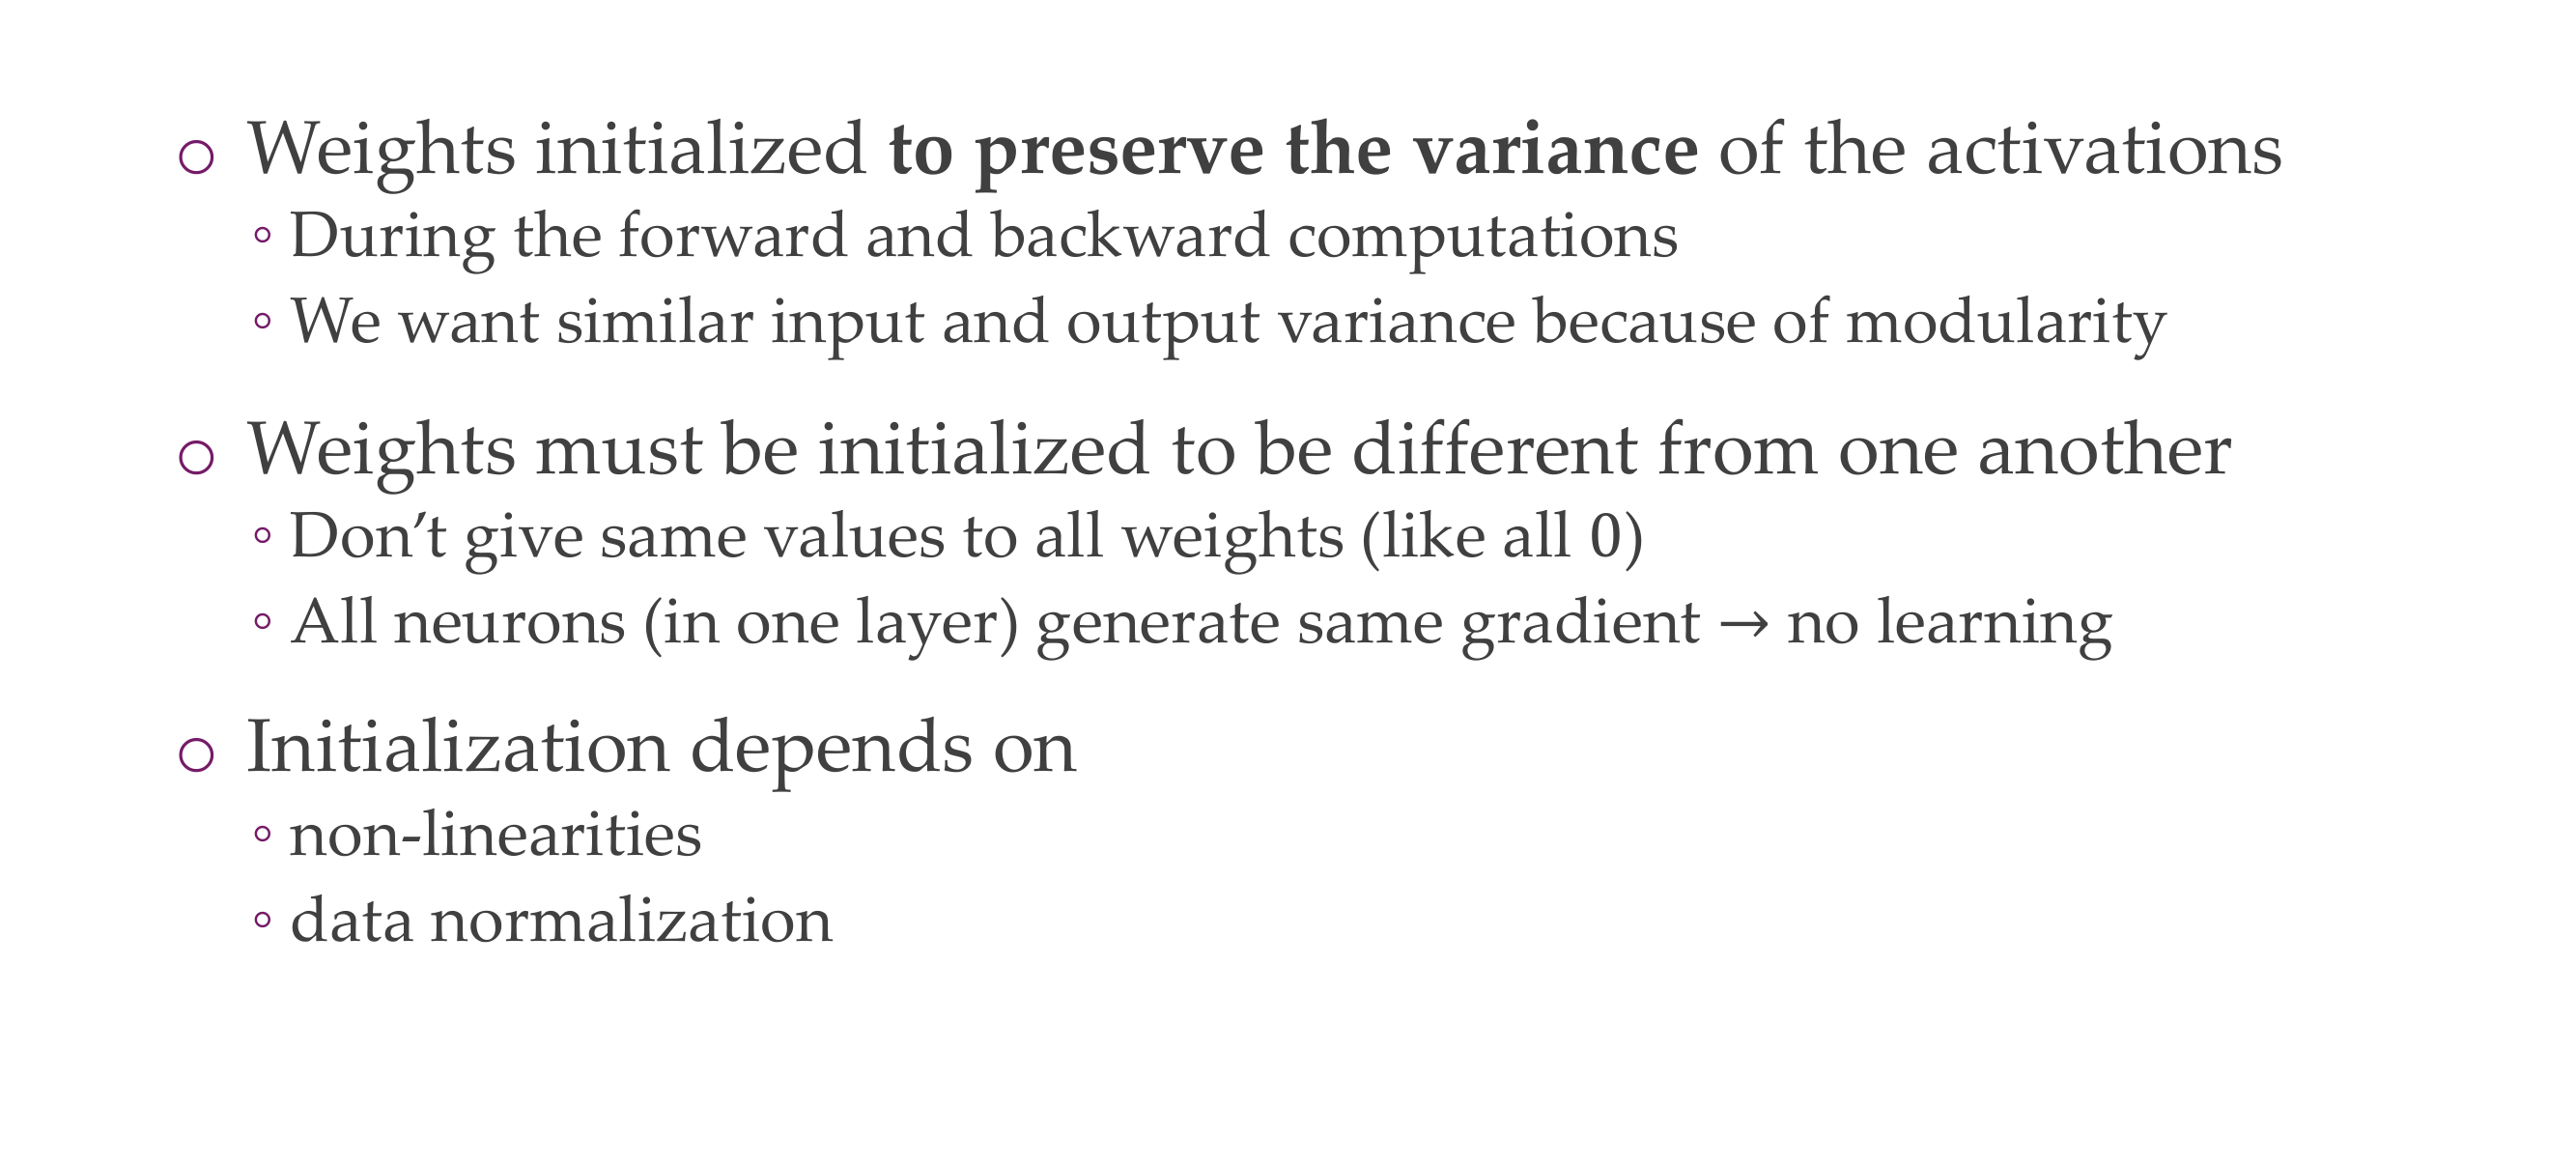 Weights initialized to preserve the variance of the activations
During the forward and backward computations
We want similar input and output variance because of modularity
Weights must be initialized to be different from one another
Don’t give same values to all weights (like all 0)
All neurons (in one layer) generate same gradient → no learning
Initialization depends on
non-linearities
data normalization